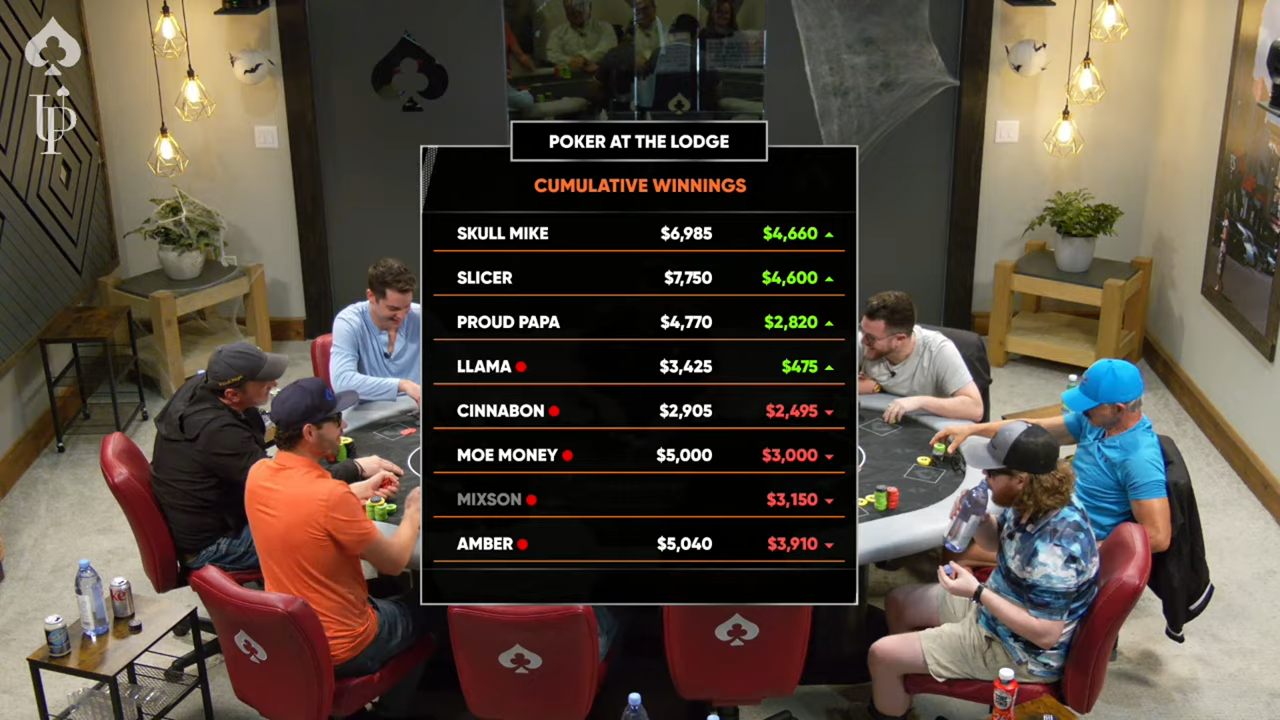 UP
POKER AT THE LODGE
CUMULATIVE WINNINGS
SKULL MIKE $6,985 $4,660
SLICER $7,750 $4,600
PROUD PAPA $4,770 $2,820
LLAMA $3,425 $475
CINNABON $2,905 $2,495
MOE MONEY $5,000 $3,000
MIXSON $3,150
AMBER $5,040 $3,910